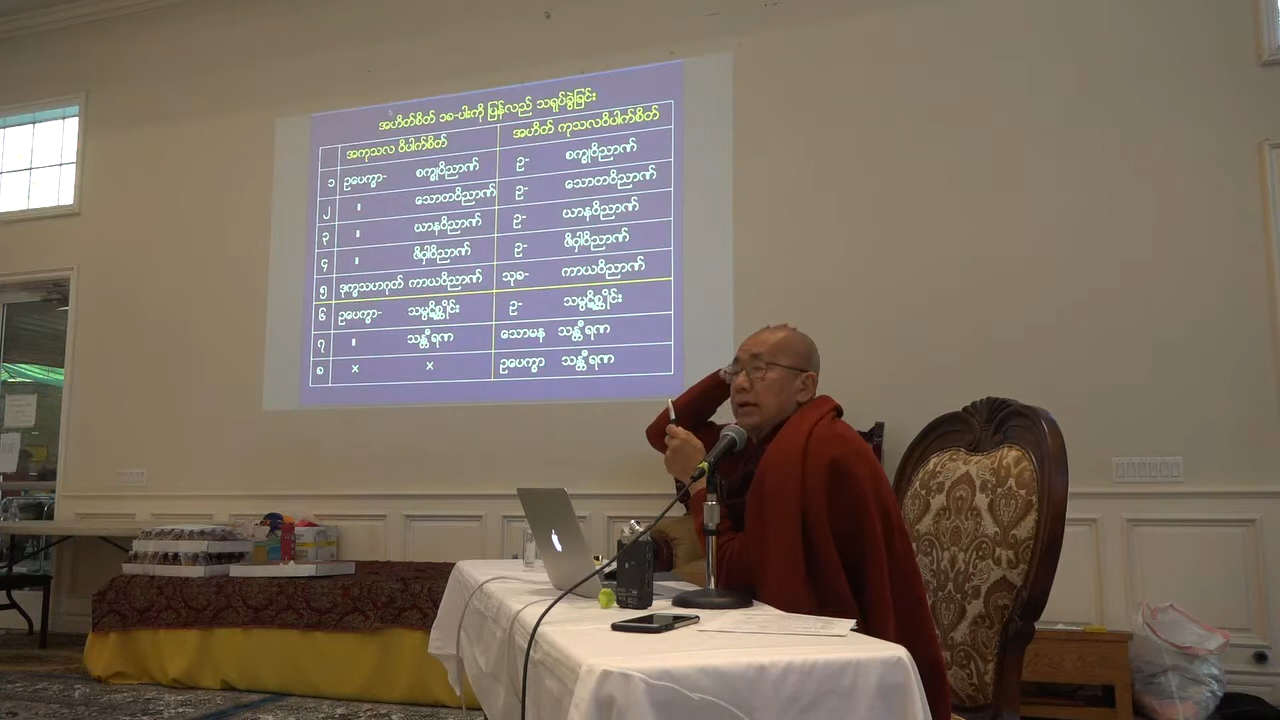 အဟိတ်စိတ် ၁၈-ပါးကို ပြန်လည် သရုပ်ခွဲခြင်း
အကုသလ ဝိပါက်စိတ် အဟိတ် ကုသလဝိပါက်စိတ်
၁ ဥပေက္ခာ- စက္ခုဝိညာဏ် ဥ- စက္ခုဝိညာဏ်
၂ " သောတဝိညာဏ် ဥ- သောတဝိညာဏ်
၃ " ဃာနဝိညာဏ် ဥ- ဃာနဝိညာဏ်
၄ " ဇိဝှါဝိညာဏ် ဥ- ဇိဝှါဝိညာဏ်
၅ ဒုက္ခသဟဂုတ် ကာယဝိညာဏ် သုခ- ကာယဝိညာဏ်
၆ ဥပေက္ခာ- သမ္ပဋိစ္ဆိုင်း ဥ- သမ္ပဋိစ္ဆိုင်း
၇ " သန္တီရဏ သောမန သန္တီရဏ
၈ × × ဥပေက္ခာ သန္တီရဏ